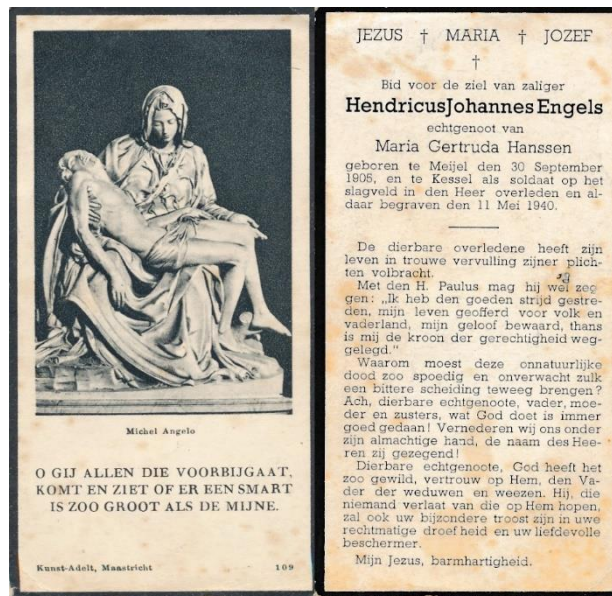 Michel Angelo
O GIJ ALLEN DIE VOORBIJGAAT,
KOMT EN ZIET OF ER EEN SMART
IS ZOO GROOT ALS DE MIJNE.
Kunst-Adelt, Maastricht 109
JEZUS † MARIA † JOZEF
†
Bid voor de ziel van zaliger
Hendricus Johannes Engels
echtgenoot van
Maria Gertruda Hanssen
geboren te Meijel den 30 September
1905, en te Kessel als soldaat op het
slagveld in den Heer overleden en al-
daar begraven den 11 Mei 1940.
De dierbare overledene heeft zijn
leven in trouwe vervulling zijner plich-
ten volbracht.
Met den H. Paulus mag hij wel zeg-
gen: „Ik heb den goeden strijd gestre-
den, mijn leven geofferd voor volk en
vaderland, mijn geloof bewaard, thans
is mij de kroon der gerechtigheid weg-
gelegd."
Waarom moest deze onnatuurlijke
dood zoo spoedig en onverwacht zulk
een bittere scheiding teweeg brengen?
Ach, dierbare echtgenoote, vader, moe-
der en zusters, wat God doet is immer
goed gedaan! Vernederen wij ons onder
zijn almachtige hand, de naam des Hee-
ren zij gezegend!
Dierbare echtgenoote, God heeft het
zoo gewild, vertrouw op Hem, den Va-
der der weduwen en weezen. Hij, die
niemand verlaat van die op Hem hopen,
zal ook uw bijzondere troost zijn in uwe
rechtmatige droefheid en uw liefdevolle
beschermer.
Mijn Jezus, barmhartigheid.